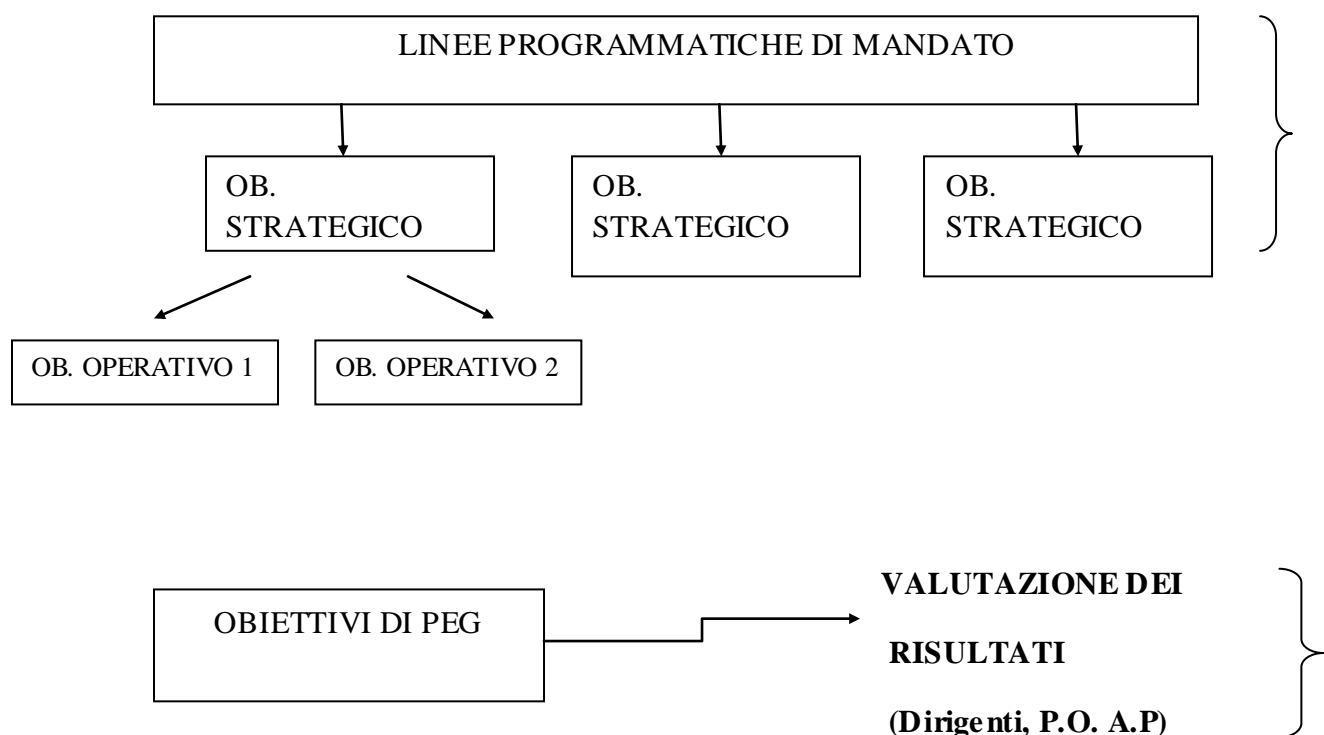 LINEE PROGRAMMATICHE DI MANDATO
OB.
STRATEGICO
OB.
STRATEGICO
OB.
STRATEGICO
OB. OPERATIVO 1
OB. OPERATIVO 2
OBIETTIVI DI PEG
VALUTAZIONE DEI
RISULTATI
(Dirigenti, P.O. A.P)